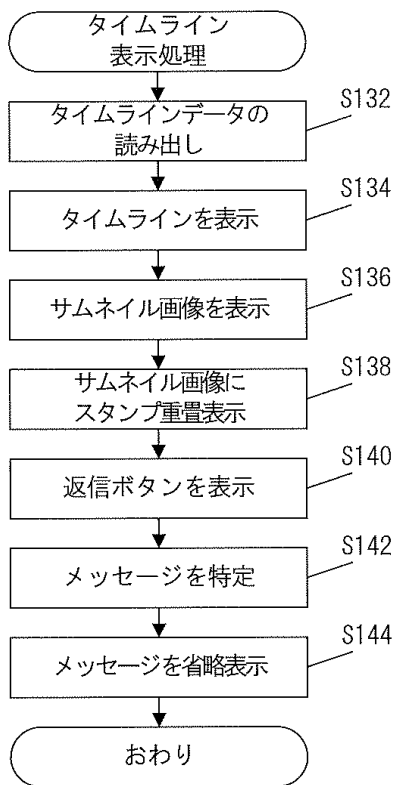 タイムライン
表示処理
S132
タイムラインデータの
読み出し
S134
タイムラインを表示
S136
サムネイル画像を表示
S138
サムネイル画像に
スタンプ重畳表示
S140
返信ボタンを表示
S142
メッセージを特定
S144
メッセージを省略表示
おわり